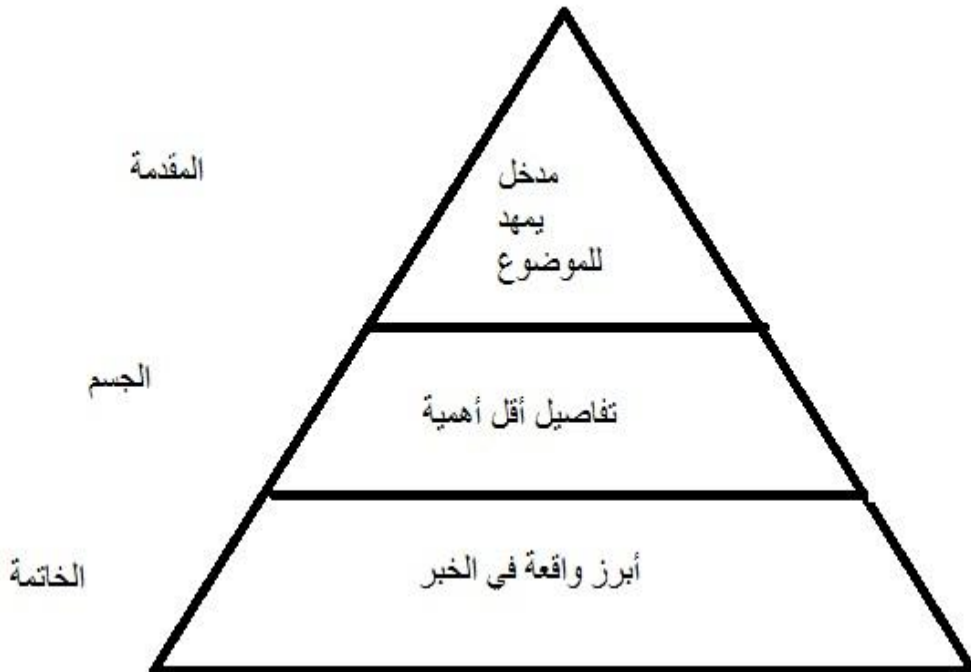 المقدمة
مدخل
يمهد
للموضوع
الجسم
تفاصيل أقل أهمية
الخاتمة
أبرز واقعة في الخبر